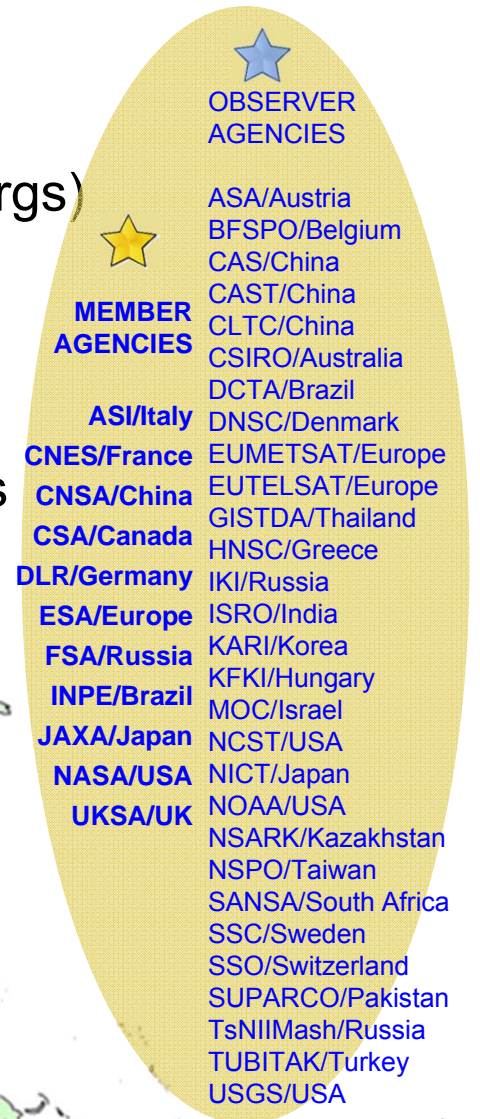 rgs)
s
MEMBER
AGENCIES
ASI/Italy
CNES/France
CNSA/China
CSA/Canada
DLR/Germany
ESA/Europe
FSA/Russia
INPE/Brazil
JAXA/Japan
NASA/USA
UKSA/UK
OBSERVER
AGENCIES
ASA/Austria
BFSPO/Belgium
CAS/China
CAST/China
CLTC/China
CSIRO/Australia
DCTA/Brazil
DNSC/Denmark
EUMETSAT/Europe
EUTELSAT/Europe
GISTDA/Thailand
HNSC/Greece
IKI/Russia
ISRO/India
KARI/Korea
KFKI/Hungary
MOC/Israel
NCST/USA
NICT/Japan
NOAA/USA
NSARK/Kazakhstan
NSPO/Taiwan
SANSA/South Africa
SSC/Sweden
SSO/Switzerland
SUPARCO/Pakistan
TsNIIMash/Russia
TUBITAK/Turkey
USGS/USA